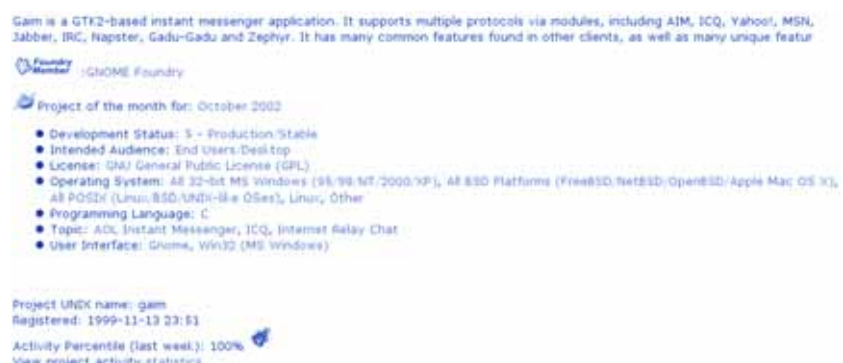 Gaim is a GTK2-based instant messenger application. It supports multiple protocols via modules, including AIM, ICQ, Yahoo!, MSN,
Jabber, IRC, Napster, Gadu-Gadu and Zephyr. It has many common features found in other clients, as well as many unique featur
Foundry
Member :GNOME Foundry
Project of the month for: October 2002
● Development Status: 5 - Production/Stable
● Intended Audience: End Users/Desktop
● License: GNU General Public License (GPL)
● Operating System: All 32-bit MS Windows (95/98/NT/2000/XP), All BSD Platforms (FreeBSD/NetBSD/OpenBSD/Apple Mac OS X),
All POSIX (Linux/BSD/UNIX-like OSes), Linux, Other
● Programming Language: C
● Topic: AOL Instant Messenger, ICQ, Internet Relay Chat
● User Interface: Gnome, Win32 (MS Windows)
Project UNIX name: gaim
Registered: 1999-11-13 23:51
Activity Percentile (last week): 100%
View project activity statistics